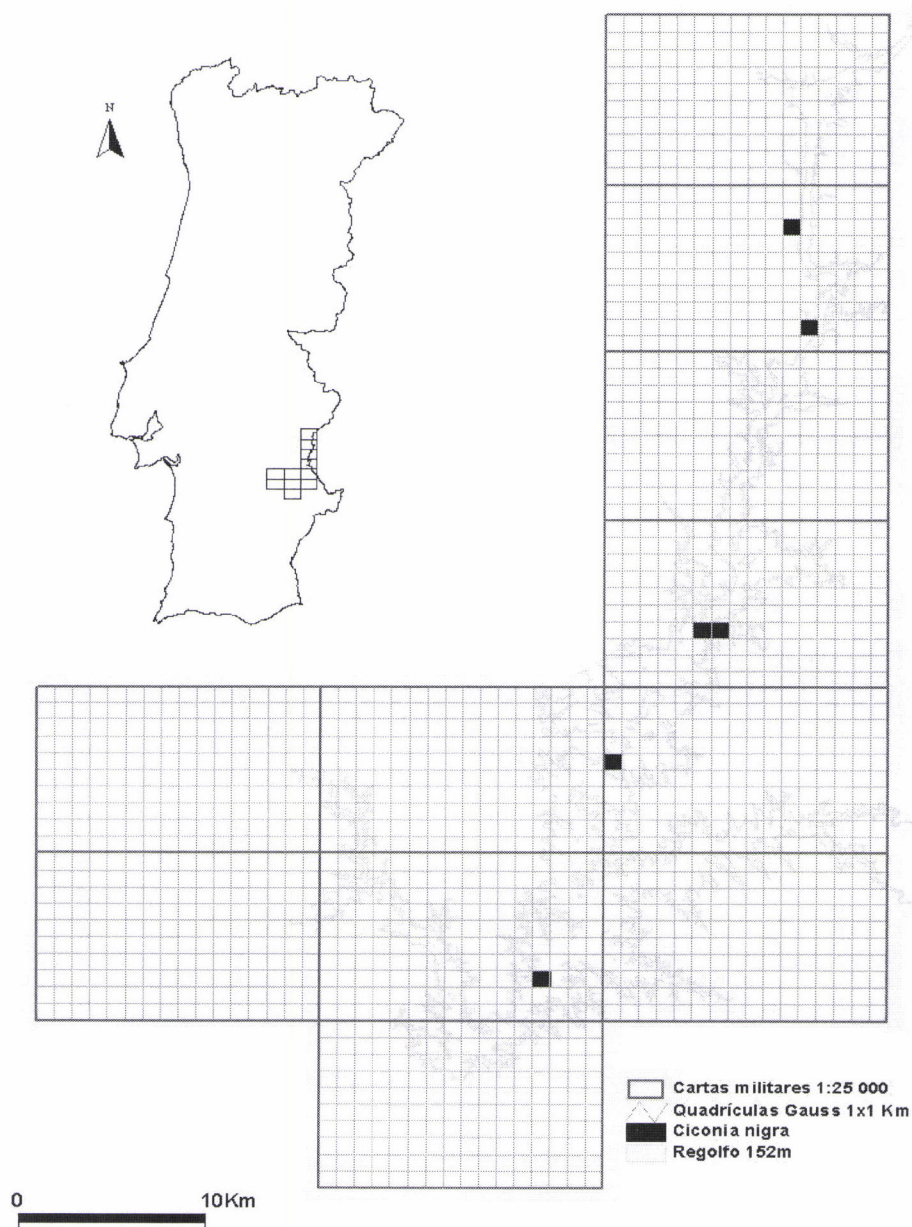 N
Cartas militares 1:25 000
Quadrículas Gauss 1x1 Km
Ciconia nigra
Regolfo 152m
0 10Km